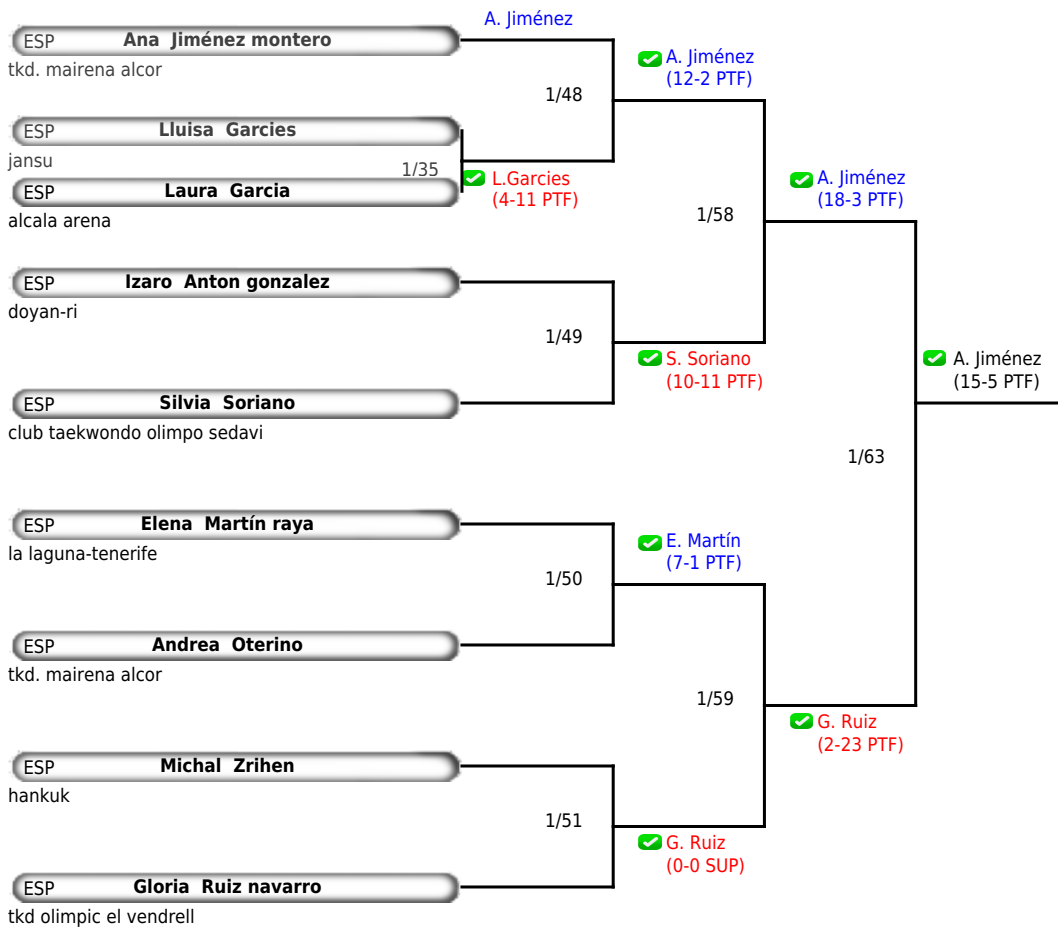 A. Jiménez
ESP Ana Jiménez montero
tkd. mairena alcor
A. Jiménez
(12-2 PTF)
1/48
ESP Lluisa Garcies
jansu
1/35
L.Garcies
(4-11 PTF)
ESP Laura Garcia
alcala arena
A. Jiménez
(18-3 PTF)
1/58
ESP Izaro Anton gonzalez
doyan-ri
1/49
S. Soriano
(10-11 PTF)
A. Jiménez
(15-5 PTF)
ESP Silvia Soriano
club taekwondo olimpo sedavi
1/63
ESP Elena Martín raya
la laguna-tenerife
E. Martín
(7-1 PTF)
1/50
ESP Andrea Oterino
tkd. mairena alcor
1/59
G. Ruiz
(2-23 PTF)
ESP Michal Zrihen
hankuk
1/51
G. Ruiz
(0-0 SUP)
ESP Gloria Ruiz navarro
tkd olimpic el vendrell